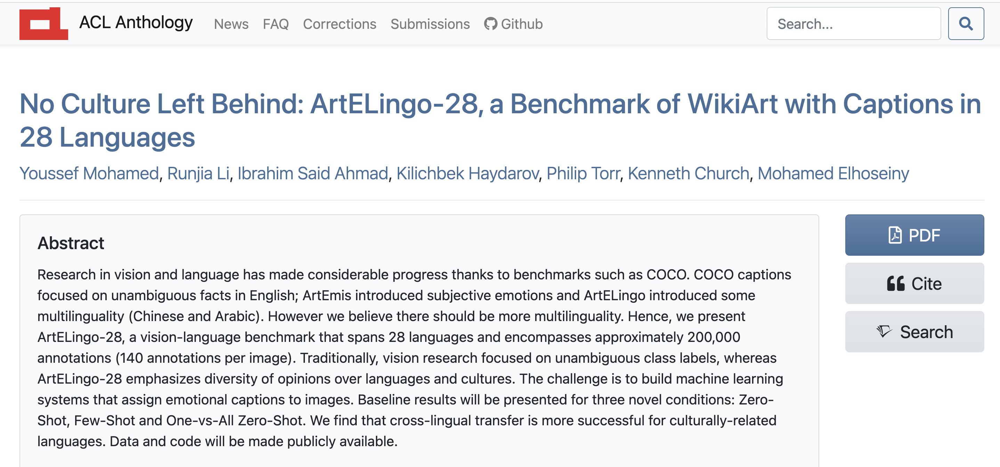 ACL Anthology News FAQ Corrections Submissions Github Search...
No Culture Left Behind: ArtELingo-28, a Benchmark of WikiArt with Captions in
28 Languages
Youssef Mohamed, Runjia Li, Ibrahim Said Ahmad, Kilichbek Haydarov, Philip Torr, Kenneth Church, Mohamed Elhoseiny
Abstract
Research in vision and language has made considerable progress thanks to benchmarks such as COCO. COCO captions
focused on unambiguous facts in English; ArtEmis introduced subjective emotions and ArtELingo introduced some
multilinguality (Chinese and Arabic). However we believe there should be more multilinguality. Hence, we present
ArtELingo-28, a vision-language benchmark that spans 28 languages and encompasses approximately 200,000
annotations (140 annotations per image). Traditionally, vision research focused on unambiguous class labels, whereas
ArtELingo-28 emphasizes diversity of opinions over languages and cultures. The challenge is to build machine learning
systems that assign emotional captions to images. Baseline results will be presented for three novel conditions: Zero-
Shot, Few-Shot and One-vs-All Zero-Shot. We find that cross-lingual transfer is more successful for culturally-related
languages. Data and code will be made publicly available.
PDF
Cite
Search